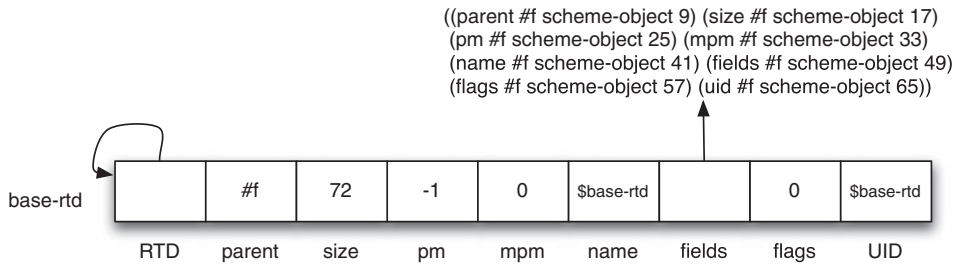 ((parent #f scheme-object 9) (size #f scheme-object 17)
(pm #f scheme-object 25) (mpm #f scheme-object 33)
(name #f scheme-object 41) (fields #f scheme-object 49)
(flags #f scheme-object 57) (uid #f scheme-object 65))
base-rtd #f 72 -1 0 $base-rtd 0 $base-rtd
RTD parent size pm mpm name fields flags UID